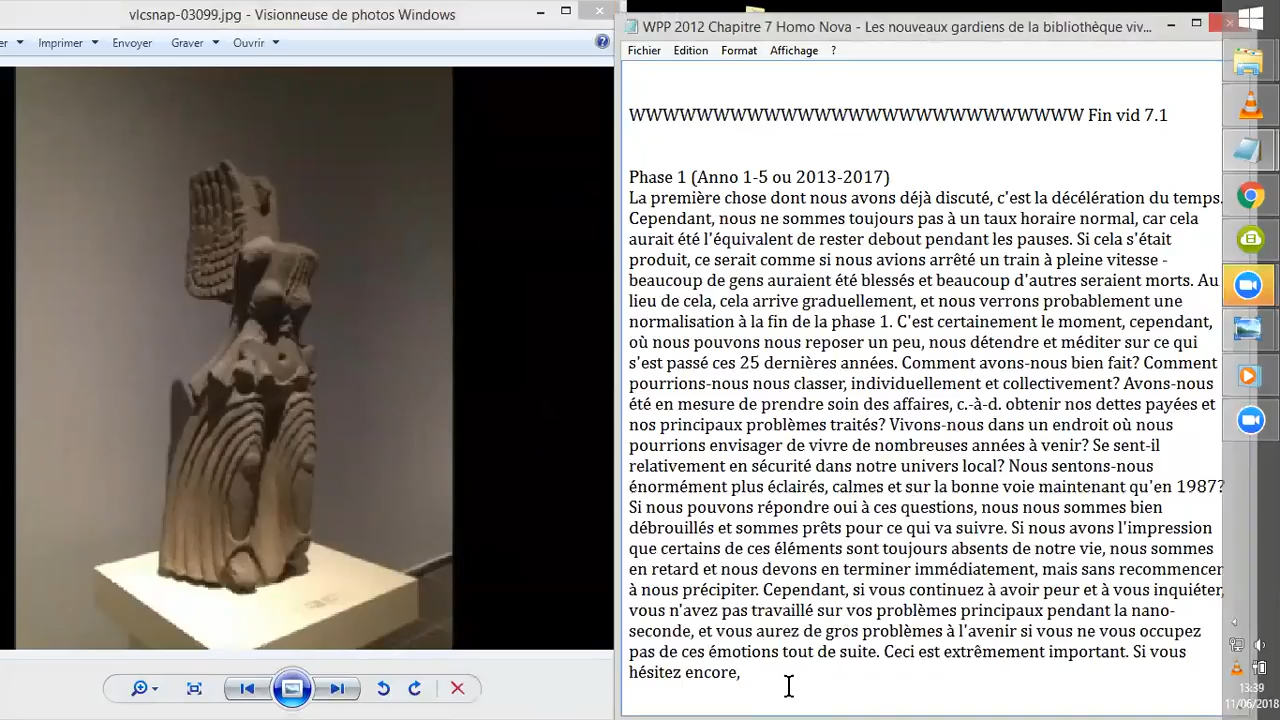 vlcsnap-03099.jpg - Visionneuse de photos Windows
Imprimer Envoyer Graver Ouvrir
WPP 2012 Chapitre 7 Homo Nova - Les nouveaux gardiens de la bibliothèque viv...
Fichier Edition Format Affichage ?
WWWWWWWWWWWWWWWWWWWWWWWWWWW Fin vid 7.1
Phase 1 (Anno 1-5 ou 2013-2017)
La première chose dont nous avons déjà discuté, c'est la décélération du temps.
Cependant, nous ne sommes toujours pas à un taux horaire normal, car cela
aurait été l'équivalent de rester debout pendant les pauses. Si cela s'était
produit, ce serait comme si nous avions arrêté un train à pleine vitesse -
beaucoup de gens auraient été blessés et beaucoup d'autres seraient morts. Au
lieu de cela, cela arrive graduellement, et nous verrons probablement une
normalisation à la fin de la phase 1. C'est certainement le moment, cependant,
où nous pouvons nous reposer un peu, nous détendre et méditer sur ce qui
s'est passé ces 25 dernières années. Comment avons-nous bien fait? Comment
pourrions-nous nous classer, individuellement et collectivement? Avons-nous
été en mesure de prendre soin des affaires, c.-à-d. obtenir nos dettes payées et
nos principaux problèmes traités? Vivons-nous dans un endroit où nous
pourrions envisager de vivre de nombreuses années à venir? Se sent-il
relativement en sécurité dans notre univers local? Nous sentons-nous
énormément plus éclairés, calmes et sur la bonne voie maintenant qu'en 1987?
Si nous pouvons répondre oui à ces questions, nous nous sommes bien
débrouillés et sommes prêts pour ce qui va suivre. Si nous avons l'impression
que certains de ces éléments sont toujours absents de notre vie, nous sommes
en retard et nous devons en terminer immédiatement, mais sans recommencer
à nous précipiter. Cependant, si vous continuez à avoir peur et à vous inquiéter,
vous n'avez pas travaillé sur vos problèmes principaux pendant la nano-
seconde, et vous aurez de gros problèmes à l'avenir si vous ne vous occupez
pas de ces émotions tout de suite. Ceci est extrêmement important. Si vous
hésitez encore,
13:39
11/06/2018